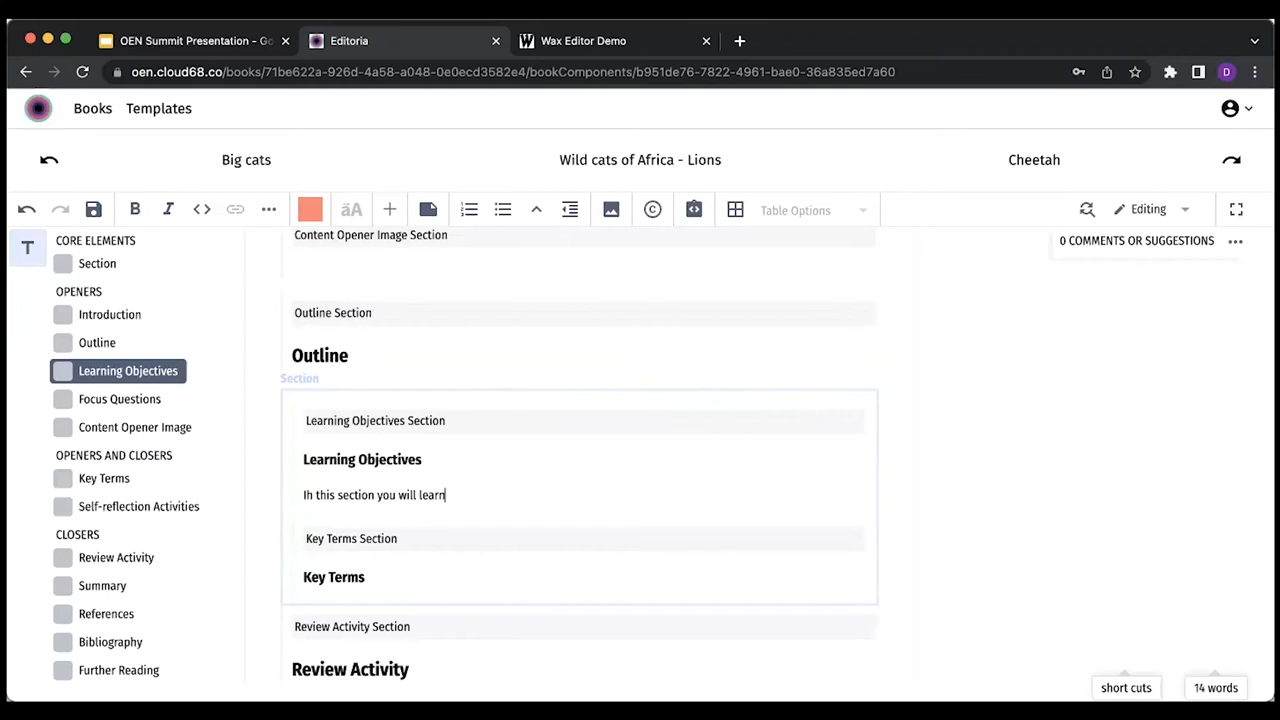 OEN Summit Presentation - Go
Editoria
Wax Editor Demo
oen.cloud68.co/books/71be622a-926d-4a58-a048-0e0ecd3582e4/bookComponents/b951de76-7822-4961-bae0-36a835ed7a60
D
Books Templates
Big cats
Wild cats of Africa - Lions
Cheetah
B I äA
Table Options
Editing
T
CORE ELEMENTS
Section
OPENERS
Introduction
Outline
Learning Objectives
Focus Questions
Content Opener Image
OPENERS AND CLOSERS
Key Terms
Self-reflection Activities
CLOSERS
Review Activity
Summary
References
Bibliography
Further Reading
Content Opener Image Section
Outline Section
Outline
Section
Learning Objectives Section
Learning Objectives
Ih this section you will learn
Key Terms Section
Key Terms
Review Activity Section
Review Activity
0 COMMENTS OR SUGGESTIONS
short cuts
14 words